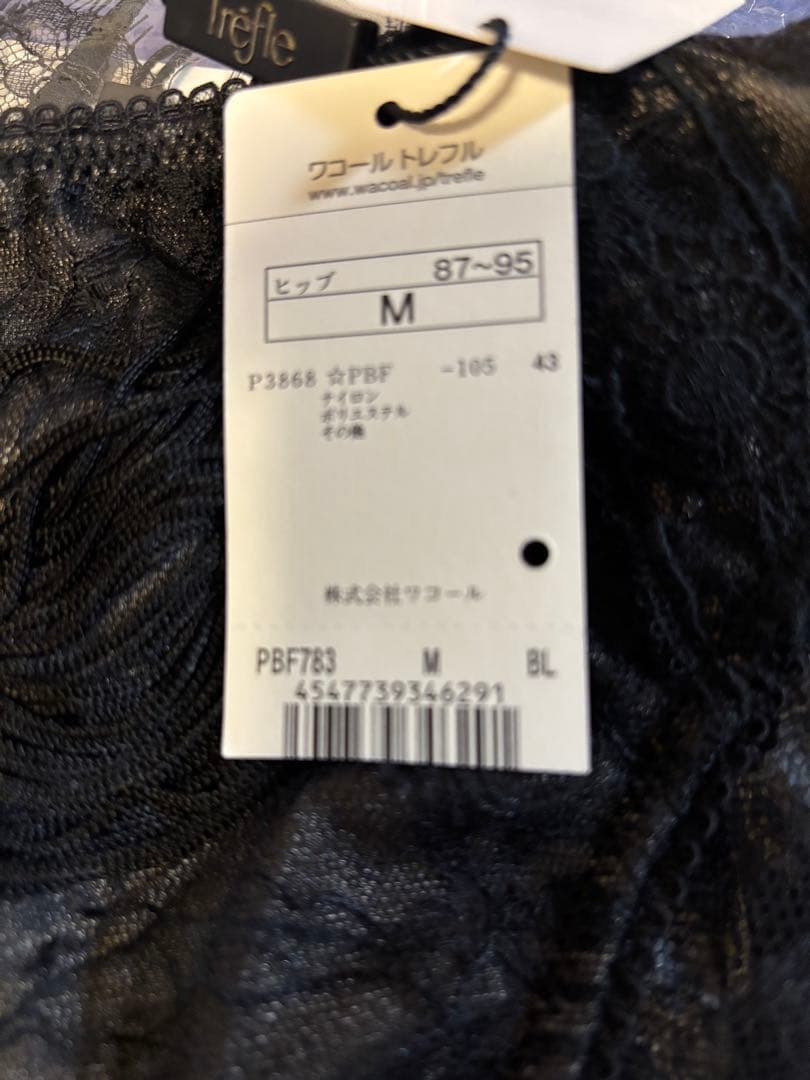 Tréfle
ワコール トレフル
www.wacoal.jp/trefle
ヒップ 87~95
M
P3868 ☆PBF -105 43
ナイロン
ポリエステル
その他
株式会社ワコール
PBF783 M BL
4547739346291